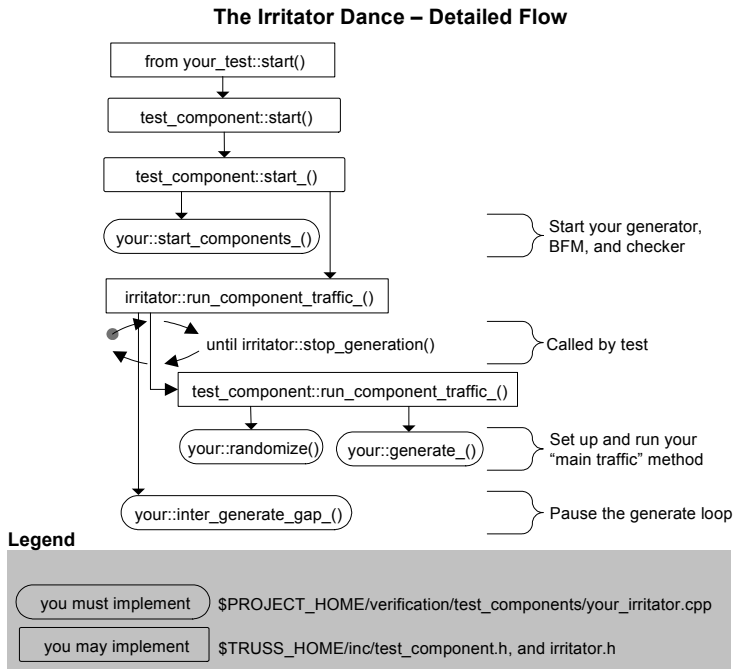 The Irritator Dance – Detailed Flow
from your_test::start()
test_component::start()
test_component::start_()
your::start_components_()
Start your generator,
BFM, and checker
irritator::run_component_traffic_()
until irritator::stop_generation()
Called by test
test_component::run_component_traffic_()
your::randomize()
your::generate_()
Set up and run your
“main traffic” method
your::inter_generate_gap_()
Pause the generate loop
Legend
you must implement
$PROJECT_HOME/verification/test_components/your_irritator.cpp
you may implement
$TRUSS_HOME/inc/test_component.h, and irritator.h